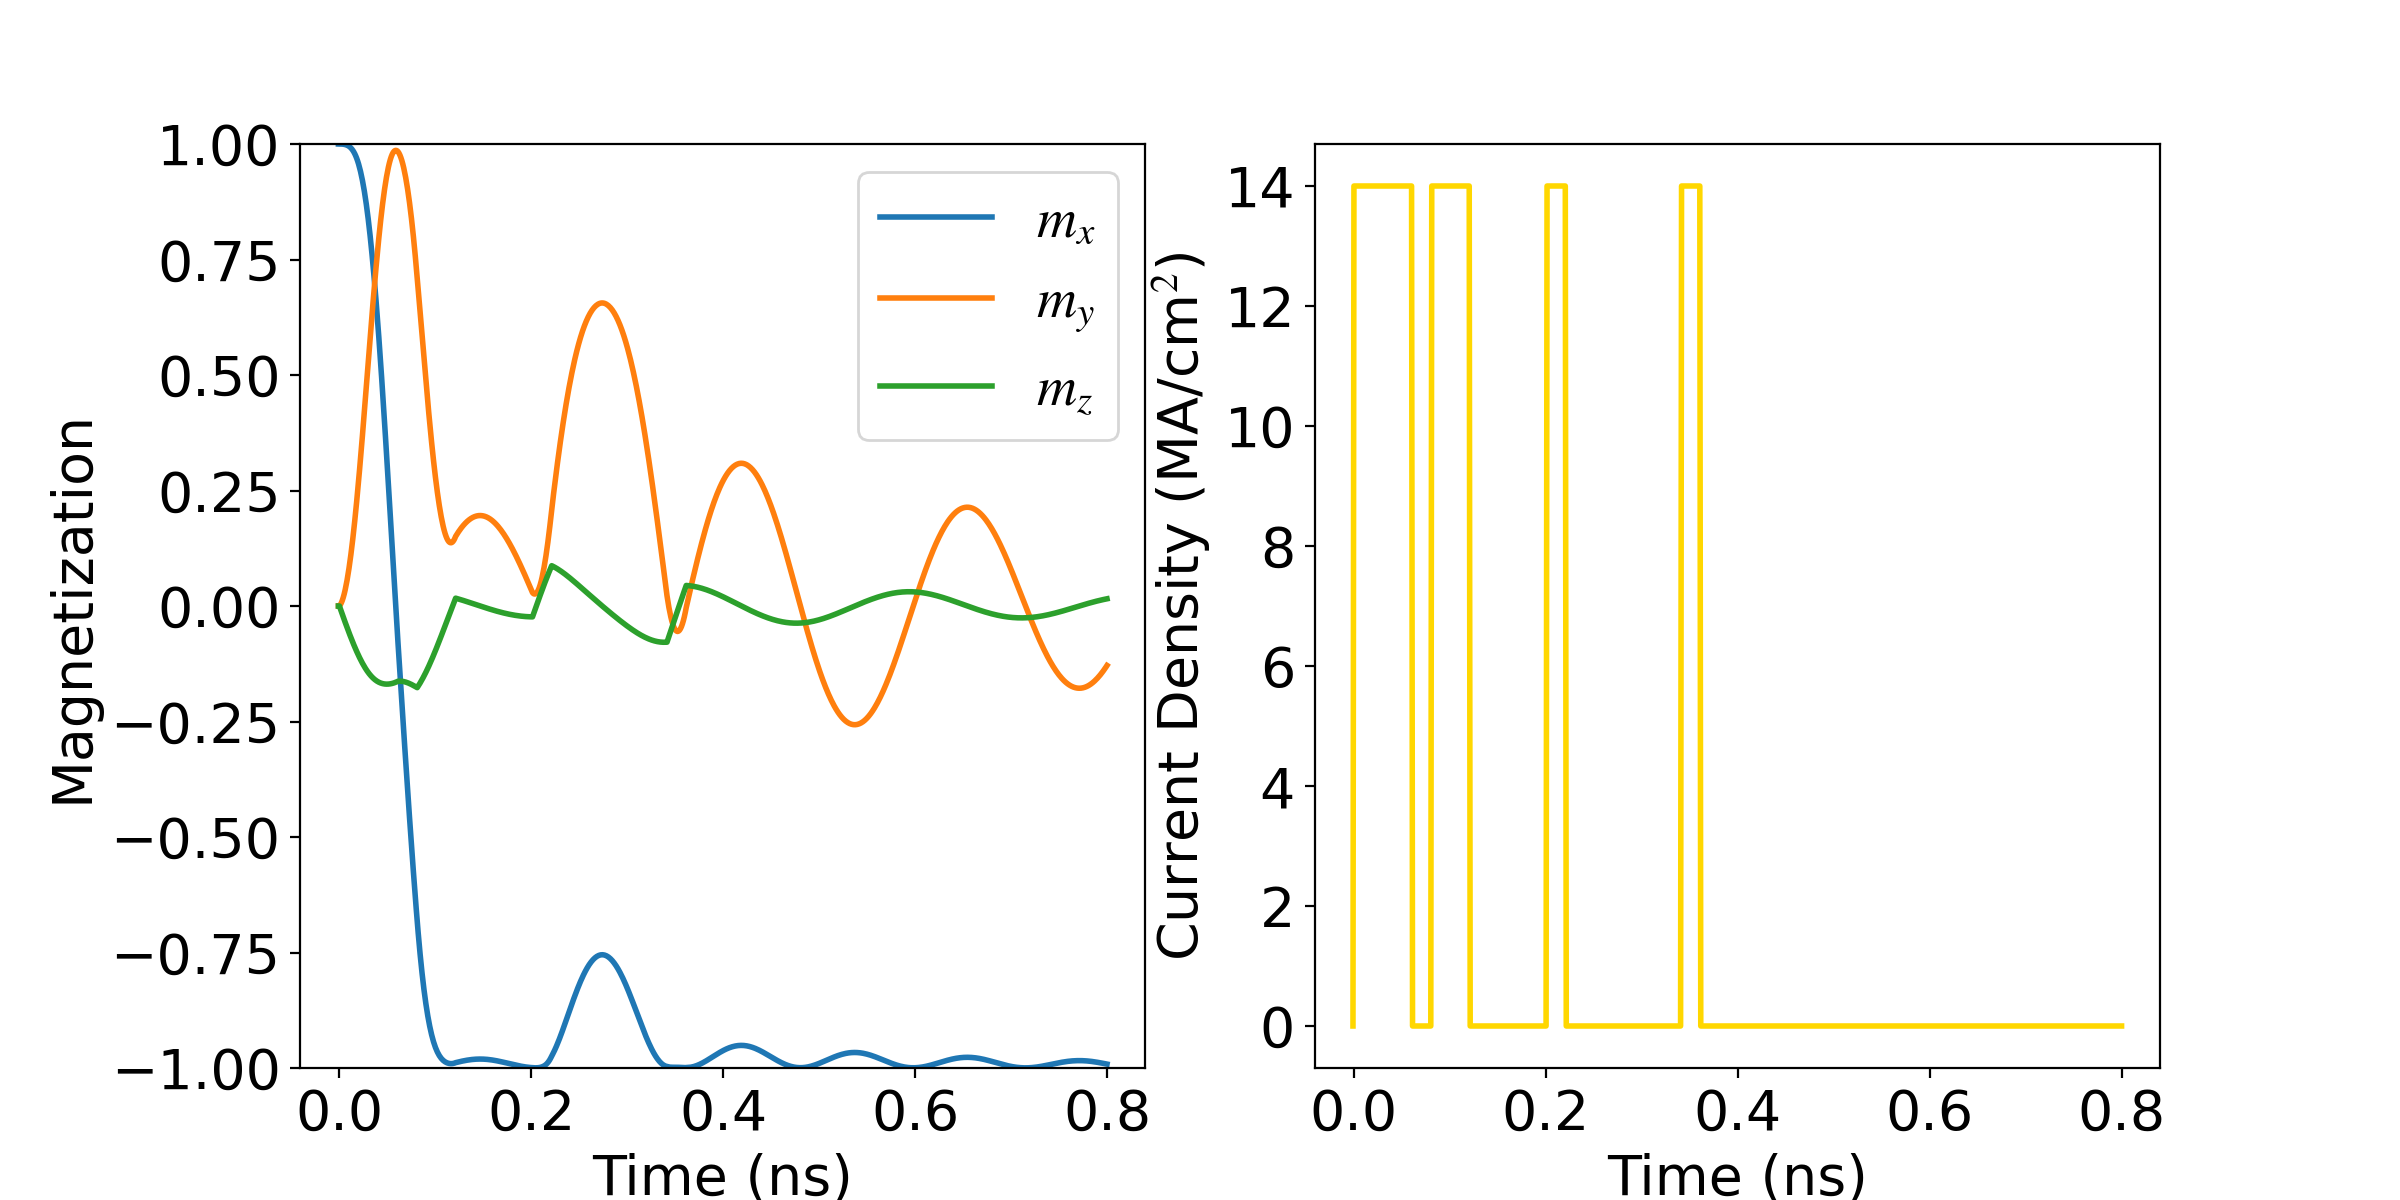 Magnetization
1.00
0.75
0.50
0.25
0.00
−0.25
−0.50
−0.75
−1.00
0.0 0.2 0.4 0.6 0.8
Time (ns)
m_x
m_y
m_z
Current Density (MA/cm²)
14
12
10
8
6
4
2
0
0.0 0.2 0.4 0.6 0.8
Time (ns)